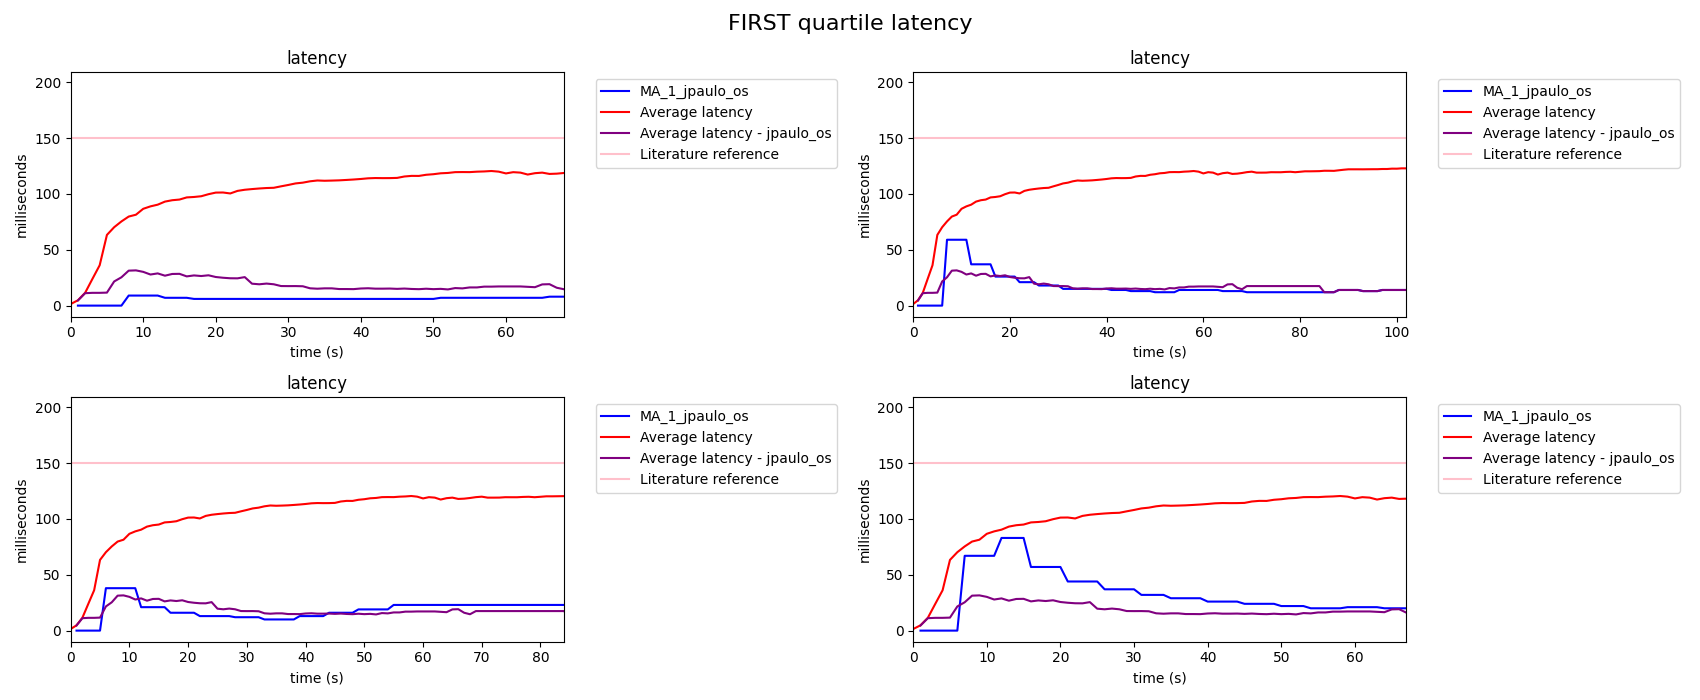 FIRST quartile latency
latency
200
150
100
50
0
milliseconds
0 10 20 30 40 50 60
time (s)
MA_1_jpaulo_os
Average latency
Average latency - jpaulo_os
Literature reference
latency
200
150
100
50
0
milliseconds
0 20 40 60 80 100
time (s)
MA_1_jpaulo_os
Average latency
Average latency - jpaulo_os
Literature reference
latency
200
150
100
50
0
milliseconds
0 10 20 30 40 50 60 70 80
time (s)
MA_1_jpaulo_os
Average latency
Average latency - jpaulo_os
Literature reference
latency
200
150
100
50
0
milliseconds
0 10 20 30 40 50 60
time (s)
MA_1_jpaulo_os
Average latency
Average latency - jpaulo_os
Literature reference